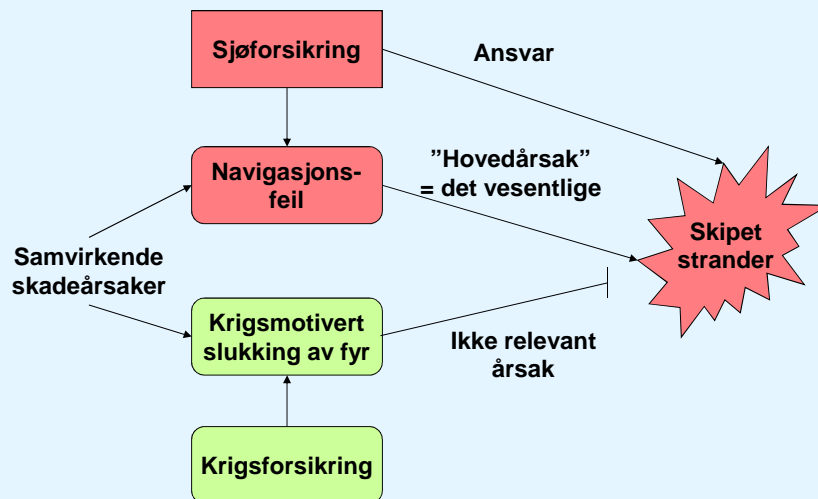 Sjøforsikring
Ansvar
”Hovedårsak”
= det vesentlige
Navigasjons-
feil
Skipet
strander
Samvirkende
skadeårsaker
Krigsmotivert
slukking av fyr
Ikke relevant
årsak
Krigsforsikring